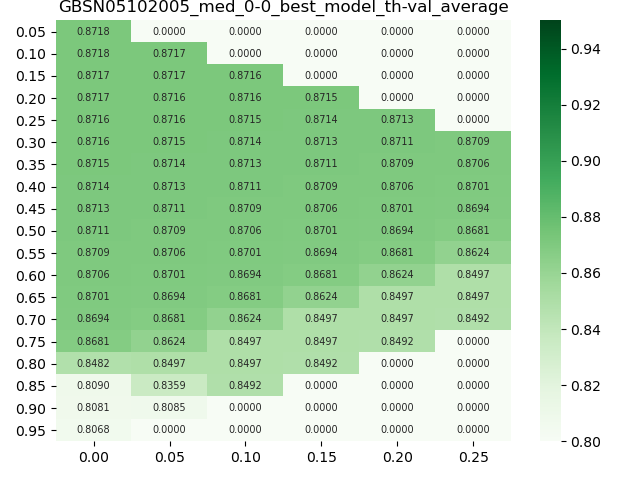 GBSN05102005_med_0-0_best_model_th-val_average
0.05 0.8718 0.0000 0.0000 0.0000 0.0000 0.0000
0.10 0.8718 0.8717 0.0000 0.0000 0.0000 0.0000
0.15 0.8717 0.8717 0.8716 0.0000 0.0000 0.0000
0.20 0.8717 0.8716 0.8716 0.8715 0.0000 0.0000
0.25 0.8716 0.8716 0.8715 0.8714 0.8713 0.0000
0.30 0.8716 0.8715 0.8714 0.8713 0.8711 0.8709
0.35 0.8715 0.8714 0.8713 0.8711 0.8709 0.8706
0.40 0.8714 0.8713 0.8711 0.8709 0.8706 0.8701
0.45 0.8713 0.8711 0.8709 0.8706 0.8701 0.8694
0.50 0.8711 0.8709 0.8706 0.8701 0.8694 0.8681
0.55 0.8709 0.8706 0.8701 0.8694 0.8681 0.8624
0.60 0.8706 0.8701 0.8694 0.8681 0.8624 0.8497
0.65 0.8701 0.8694 0.8681 0.8624 0.8497 0.8497
0.70 0.8694 0.8681 0.8624 0.8497 0.8497 0.8492
0.75 0.8681 0.8624 0.8497 0.8497 0.8492 0.0000
0.80 0.8482 0.8497 0.8497 0.8492 0.0000 0.0000
0.85 0.8090 0.8359 0.8492 0.0000 0.0000 0.0000
0.90 0.8081 0.8085 0.0000 0.0000 0.0000 0.0000
0.95 0.8068 0.0000 0.0000 0.0000 0.0000 0.0000
0.00 0.05 0.10 0.15 0.20 0.25
0.94
0.92
0.90
0.88
0.86
0.84
0.82
0.80